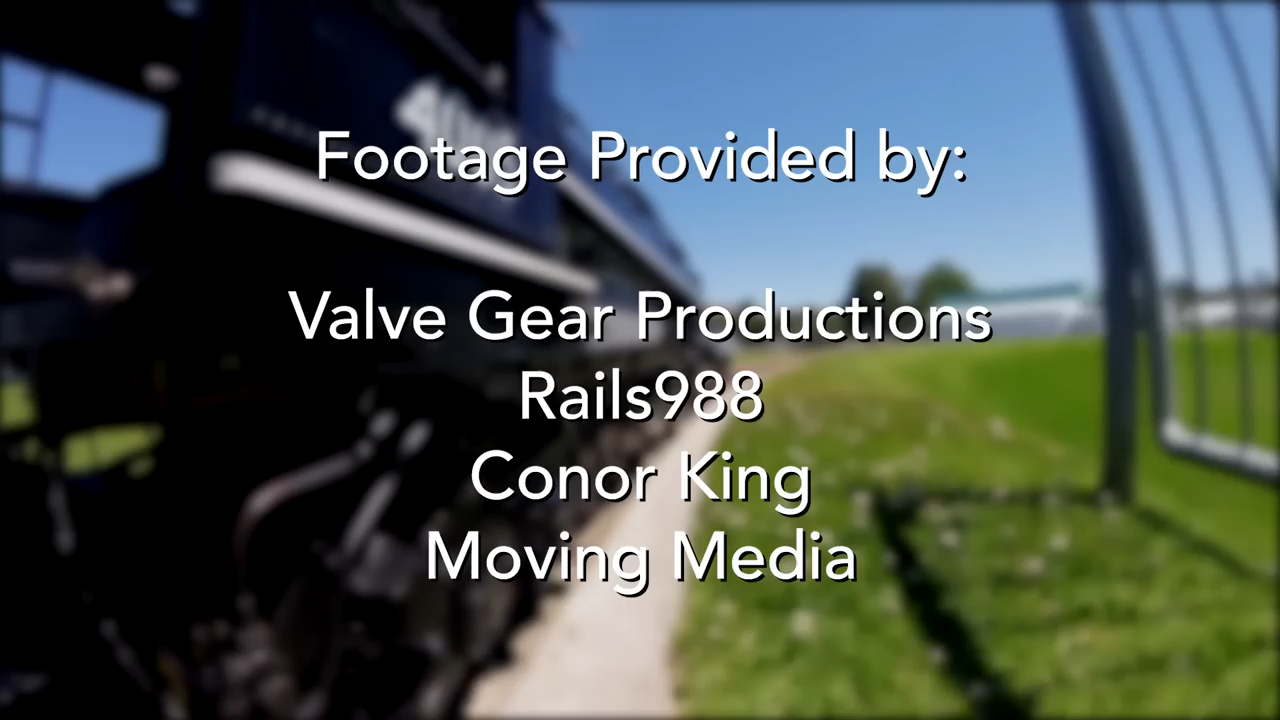 Footage Provided by:
Valve Gear Productions
Rails988
Conor King
Moving Media